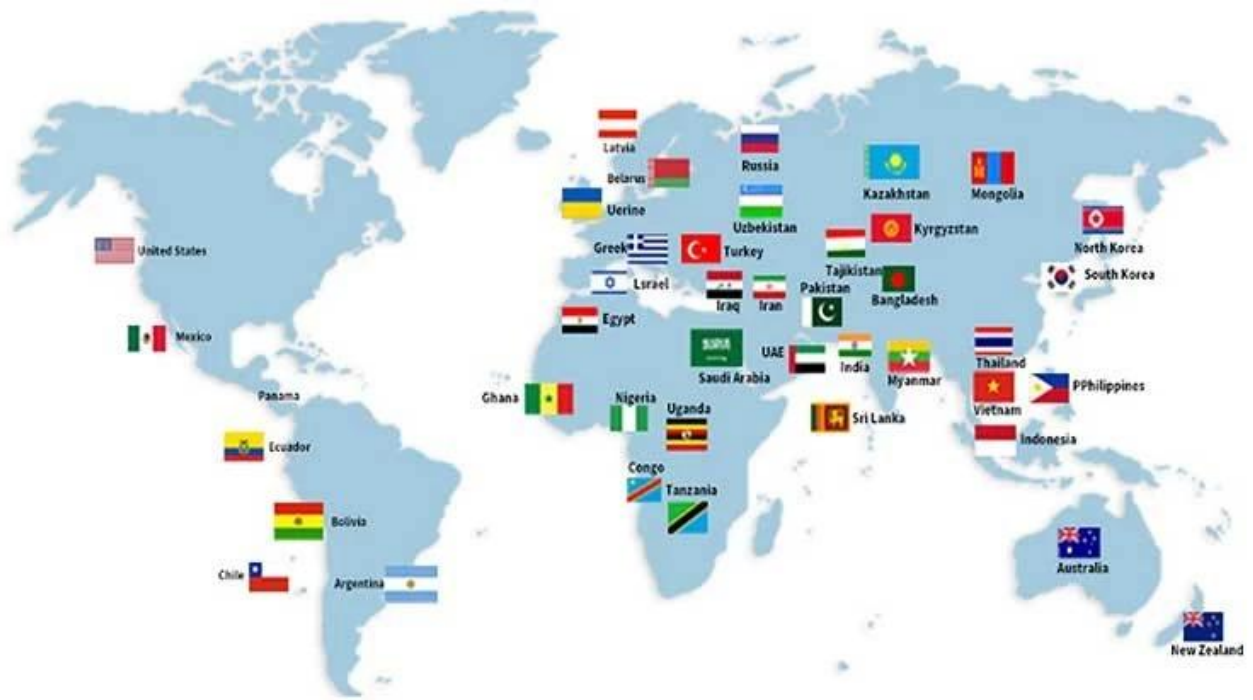 Latvia
Russia
Belarus
Kazakhstan
Mongolia
Uerine
Uzbekistan
Kyrgyzstan
North Korea
United States
Greek
Turkey
Tajikistan
South Korea
Lsrael
Iraq
Iran
Pakistan
Bangladesh
Egypt
Mexico
Saudi Arabia
UAE
India
Myanmar
Thailand
Panama
Ghana
Nigeria
Uganda
Sri Lanka
Vietnam
PPhilippines
Ecuador
Indonesia
Congo
Tanzania
Bolivia
Chile
Argentina
Australia
New Zealand